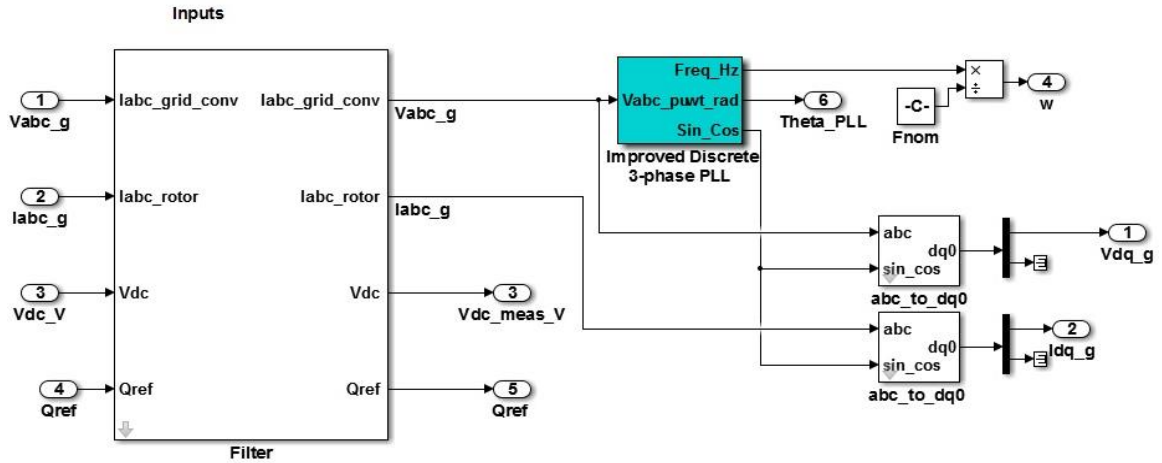 Inputs
1
Vabc_g
2
Iabc_g
3
Vdc_V
4
Qref
Iabc_grid_conv
Iabc_grid_conv
Iabc_rotor
Iabc_rotor
Vdc
Vdc
Qref
Qref
Filter
Vabc_g
Iabc_g
3
Vdc_meas_V
5
Qref
Freq_Hz
Vabc_puwt_rad
Sin_Cos
Improved Discrete
3-phase PLL
6
Theta_PLL
-C-
Fnom
×
÷
4
w
abc
dq0
sin_cos
abc_to_dq0
1
Vdq_g
abc
dq0
sin_cos
abc_to_dq0
2
Idq_g